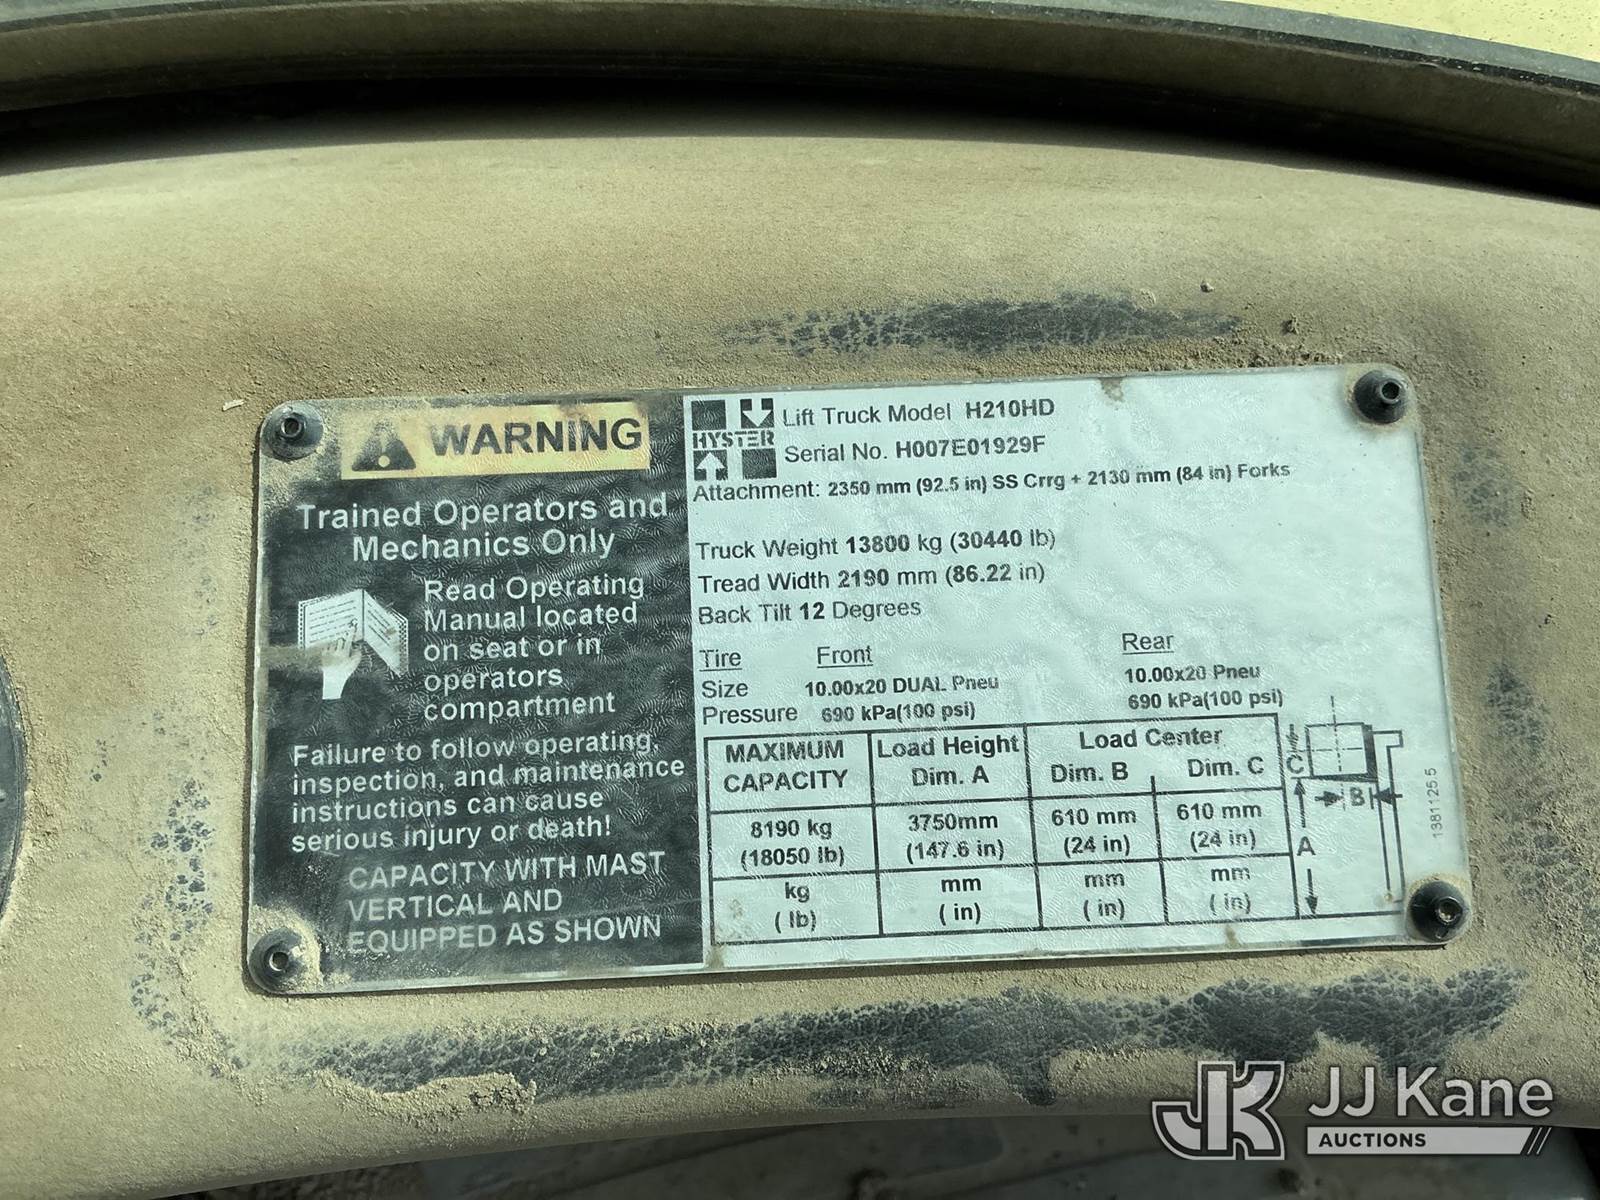 WARNING
Trained Operators and
Mechanics Only
Read Operating
Manual located
on seat or in
operators
compartment
Failure to follow operating,
inspection, and maintenance
instructions can cause
serious injury or death!
CAPACITY WITH MAST
VERTICAL AND
EQUIPPED AS SHOWN
HYSTER
Lift Truck Model H210HD
Serial No. H007E01929F
Attachment: 2350 mm (92.5 in) SS Crrg + 2130 mm (84 in) Forks
Truck Weight 13800 kg (30440 lb)
Tread Width 2190 mm (86.22 in)
Back Tilt 12 Degrees
Tire Front Rear
Size 10.00x20 DUAL Pneu 10.00x20 Pneu
Pressure 690 kPa(100 psi) 690 kPa(100 psi)
MAXIMUM Load Height Load Center
CAPACITY Dim. A Dim. B Dim. C
8190 kg 3750mm 610 mm 610 mm
(18050 lb) (147.6 in) (24 in) (24 in)
kg mm mm mm
( lb) ( in) ( in) ( in)
C
B
A
1381125.5
JK JJ Kane
AUCTIONS